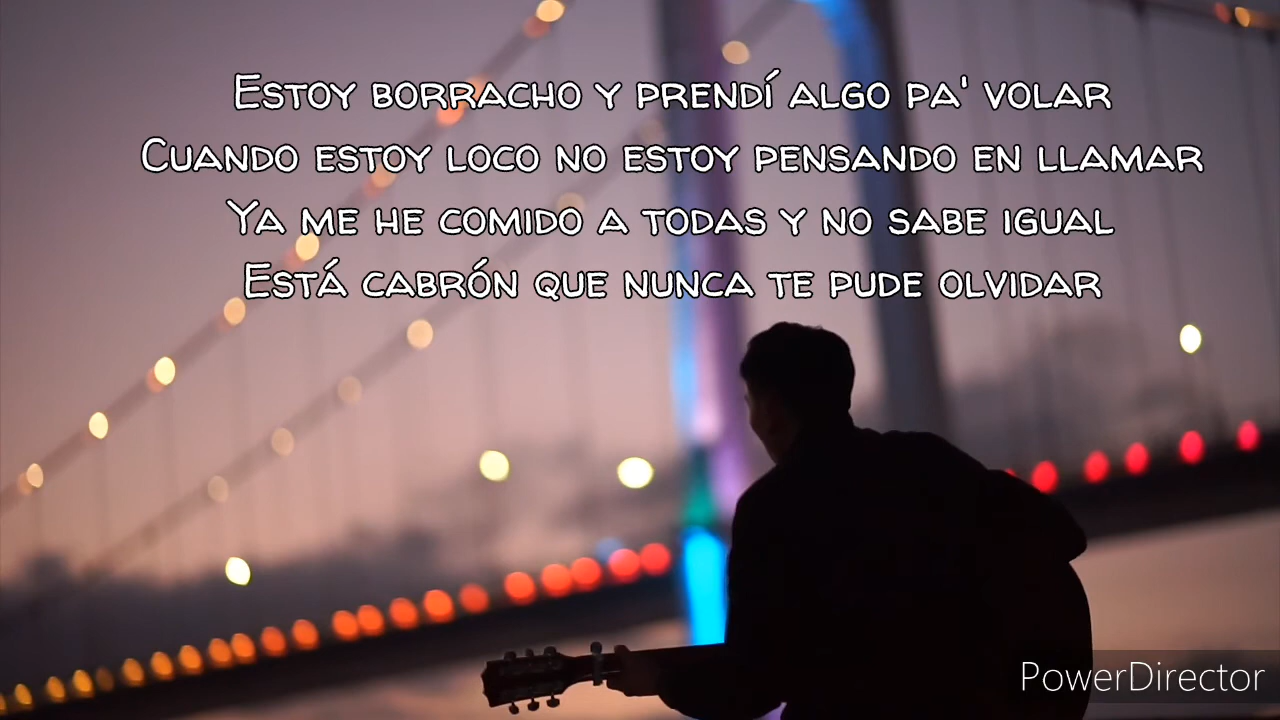 Estoy borracho y prendí algo pa' volar
Cuando estoy loco no estoy pensando en llamar
Ya me he comido a todas y no sabe igual
Está cabrón que nunca te pude olvidar
PowerDirector